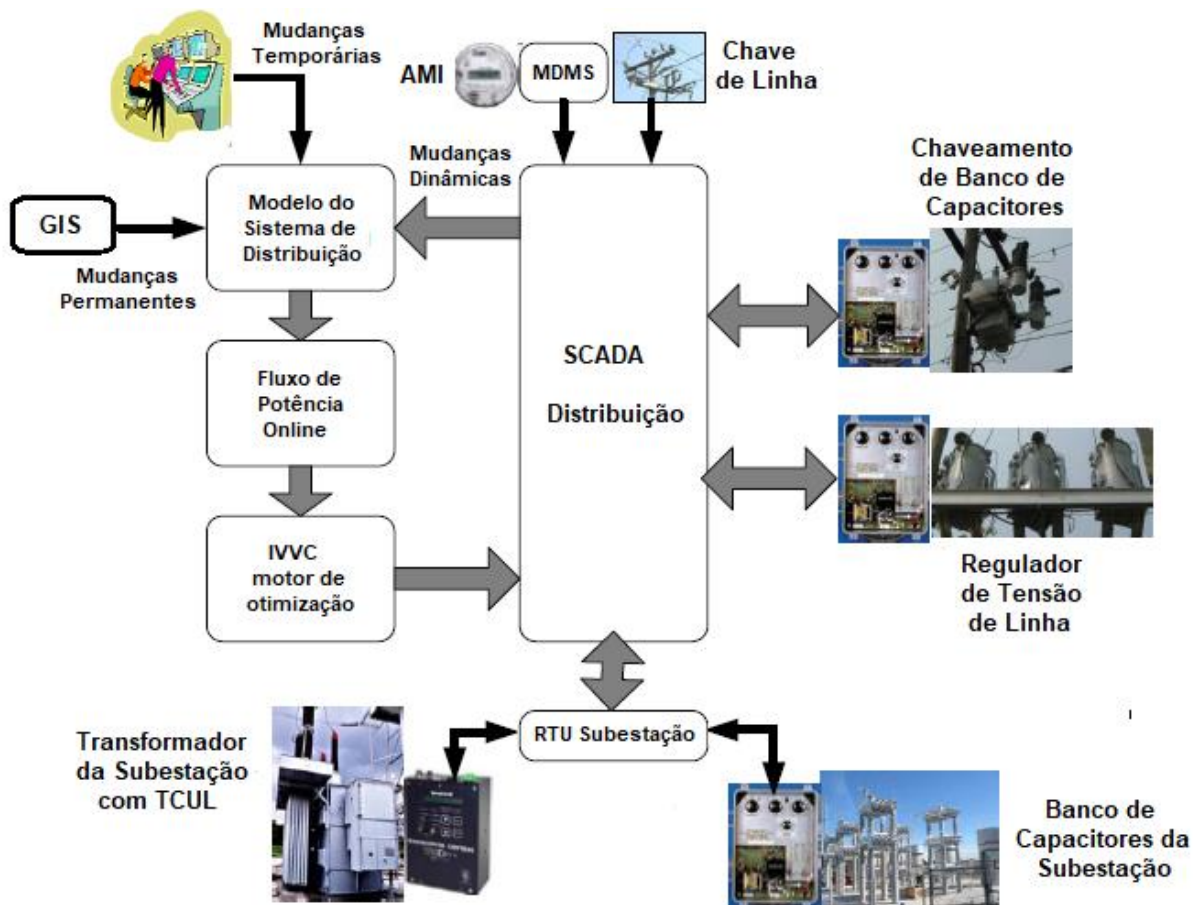 Mudanças
Temporárias
AMI
MDMS
Chave
de Linha
Mudanças
Dinâmicas
Chaveamento
de Banco de
Capacitores
GIS
Mudanças
Permanentes
Modelo do
Sistema de
Distribuição
Fluxo de
Potência
Online
SCADA
Distribuição
IVVC
motor de
otimização
Regulador
de Tensão
de Linha
RTU Subestação
Transformador
da Subestação
com TCUL
Banco de
Capacitores da
Subestação